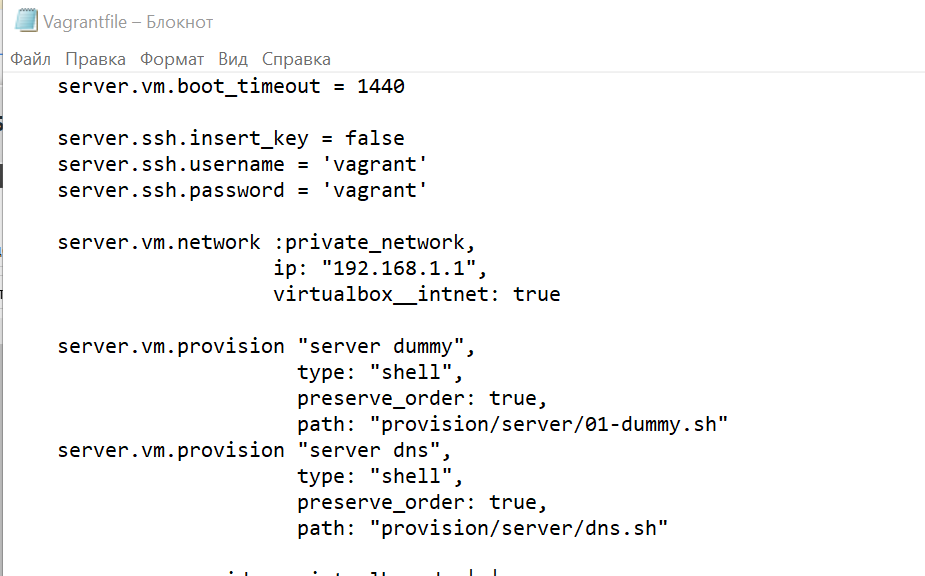 Vagrantfile – Блокнот
Файл Правка Формат Вид Справка
server.vm.boot_timeout = 1440
server.ssh.insert_key = false
server.ssh.username = 'vagrant'
server.ssh.password = 'vagrant'
server.vm.network :private_network,
ip: "192.168.1.1",
virtualbox__intnet: true
server.vm.provision "server dummy",
type: "shell",
preserve_order: true,
path: "provision/server/01-dummy.sh"
server.vm.provision "server dns",
type: "shell",
preserve_order: true,
path: "provision/server/dns.sh"